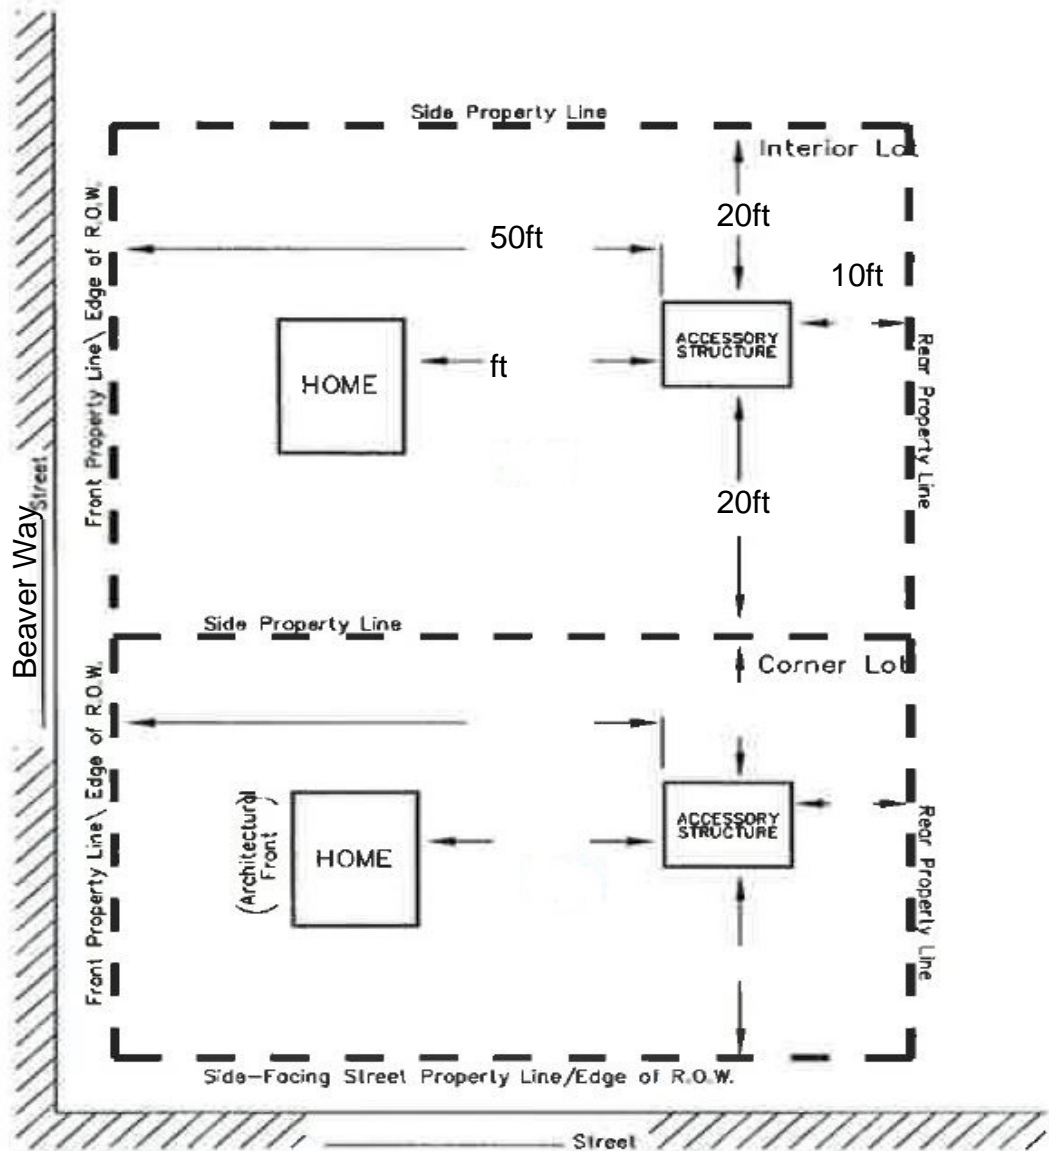 Side Property Line
Interior Lot
20ft
50ft
10ft
Front Property Line\ Edge of R.O.W.
ACCESSORY
STRUCTURE
HOME
ft
Rear Property Line
20ft
Street
Beaver Way
Side Property Line
Corner Lot
Front Property Line\ Edge of R.O.W.
(Architectural
Front)
HOME
ACCESSORY
STRUCTURE
Rear Property Line
Side-Facing Street Property Line/Edge of R.O.W.
Street